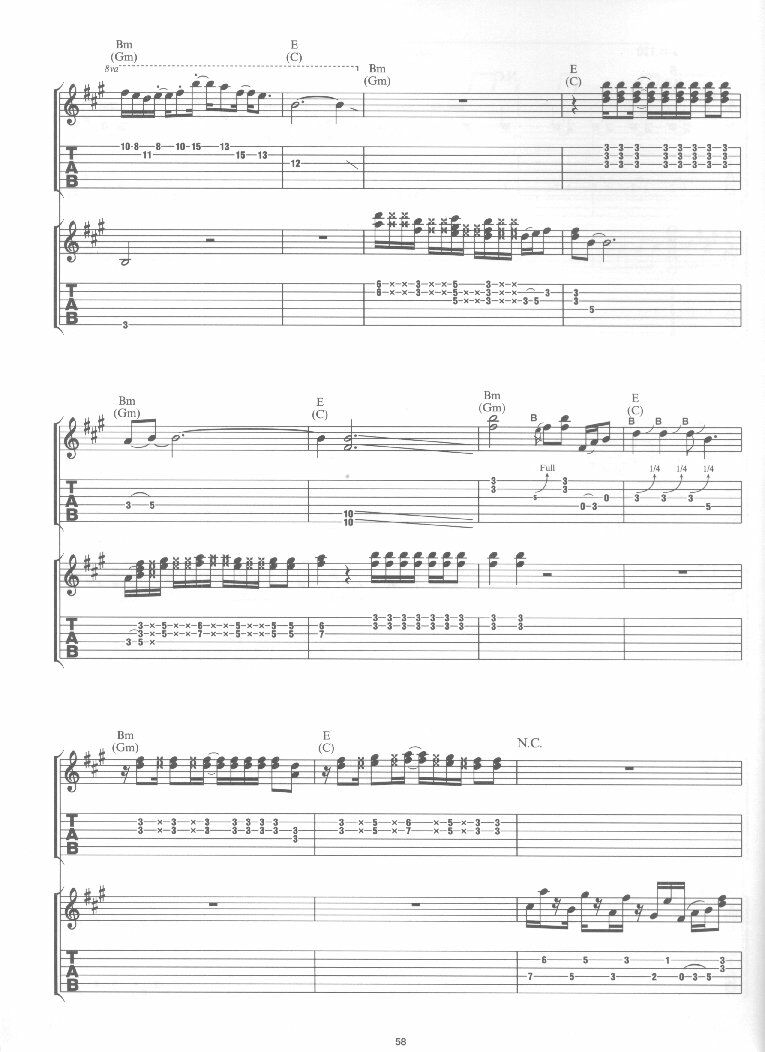 Bm E
(Gm) (C)
8va
Bm E
(Gm) (C)
10 8 8 10 15 13
11 15 13
12
3 3 3 3 3 3 3
3 3 3 3 3 3 3
3 3 3 3 3 3 3
T
A
B
6 × × 3 × × 5 3 × ×
6 × × 3 × × 5 × × 3 × × 3 3
5 × × 3 × × 3 5 3
5
3
T
A
B
Bm E Bm E
(Gm) (C) (Gm) (C)
B B B B
Full 1/4 1/4 1/4
3 3
3 3
3 5 5 0 3 3 3
0 3 5
10
10
T
A
B
3 × 5 × × 6 × × 5 × × 5 5 6 3 3 3 3 3 3 3 3 3
3 × 5 × × 7 × × 5 × × 5 5 7 3 3 3 3 3 3 3 3 3
3 5 ×
T
A
B
Bm E N.C.
(Gm) (C)
3 × 3 × 3 3 3 3 3 × 5 × 6 × 5 × 3 3
3 × 3 × 3 3 3 3 3 3 × 5 × 7 × 5 × 3 3
3
T
A
B
6 5 3 1 3
3
7 5 3 2 0 3 5
T
A
B
58